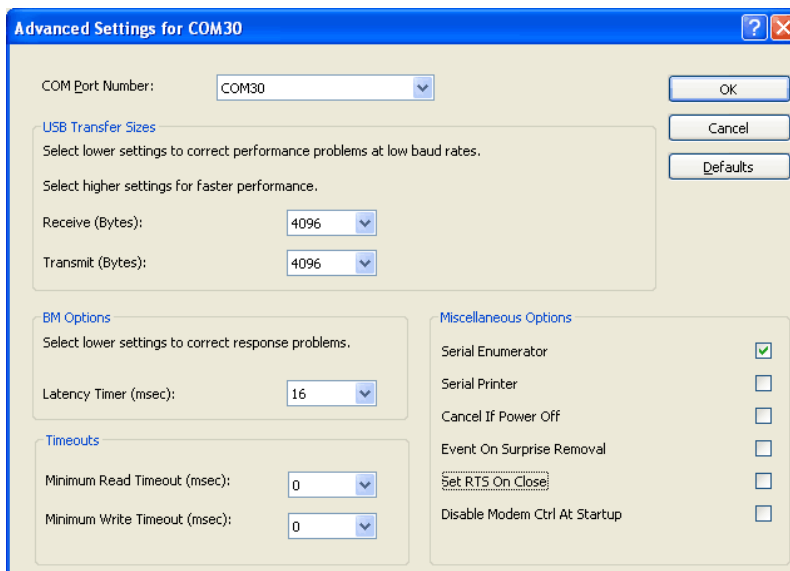 Advanced Settings for COM30
COM Port Number:
COM30
OK
Cancel
Defaults
USB Transfer Sizes
Select lower settings to correct performance problems at low baud rates.
Select higher settings for faster performance.
Receive (Bytes):
4096
Transmit (Bytes):
4096
BM Options
Select lower settings to correct response problems.
Latency Timer (msec):
16
Timeouts
Minimum Read Timeout (msec):
0
Minimum Write Timeout (msec):
0
Miscellaneous Options
Serial Enumerator
Serial Printer
Cancel If Power Off
Event On Surprise Removal
Set RTS On Close
Disable Modem Ctrl At Startup